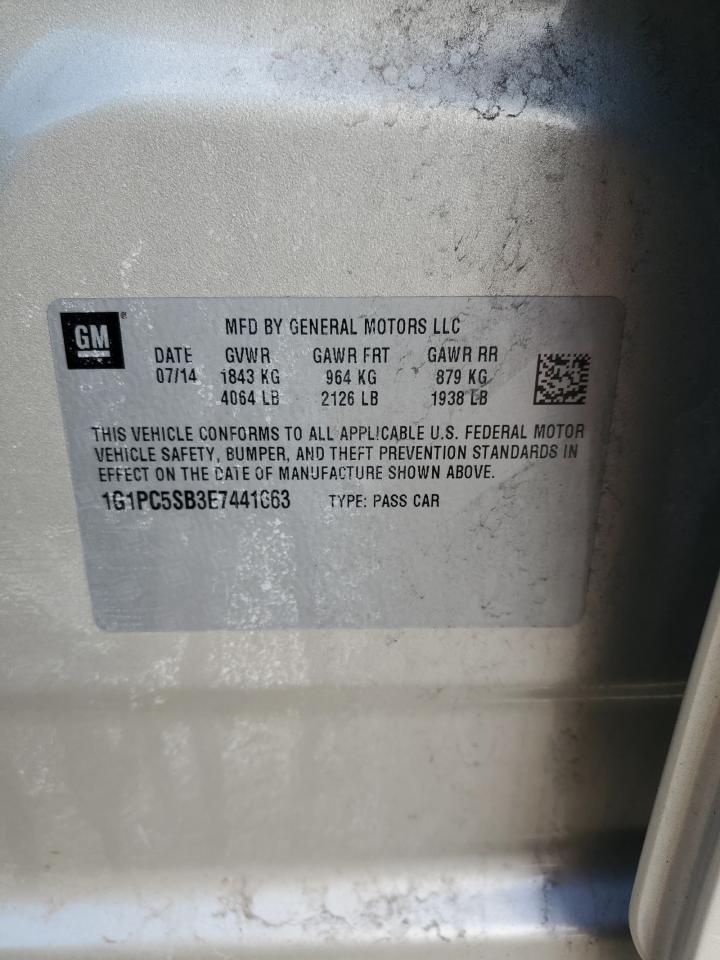 GM ®
MFD BY GENERAL MOTORS LLC
DATE GVWR GAWR FRT GAWR RR
07/14 1843 KG 964 KG 879 KG
4064 LB 2126 LB 1938 LB
THIS VEHICLE CONFORMS TO ALL APPLICABLE U.S. FEDERAL MOTOR
VEHICLE SAFETY, BUMPER, AND THEFT PREVENTION STANDARDS IN
EFFECT ON THE DATE OF MANUFACTURE SHOWN ABOVE.
1G1PC5SB3E7441663 TYPE: PASS CAR